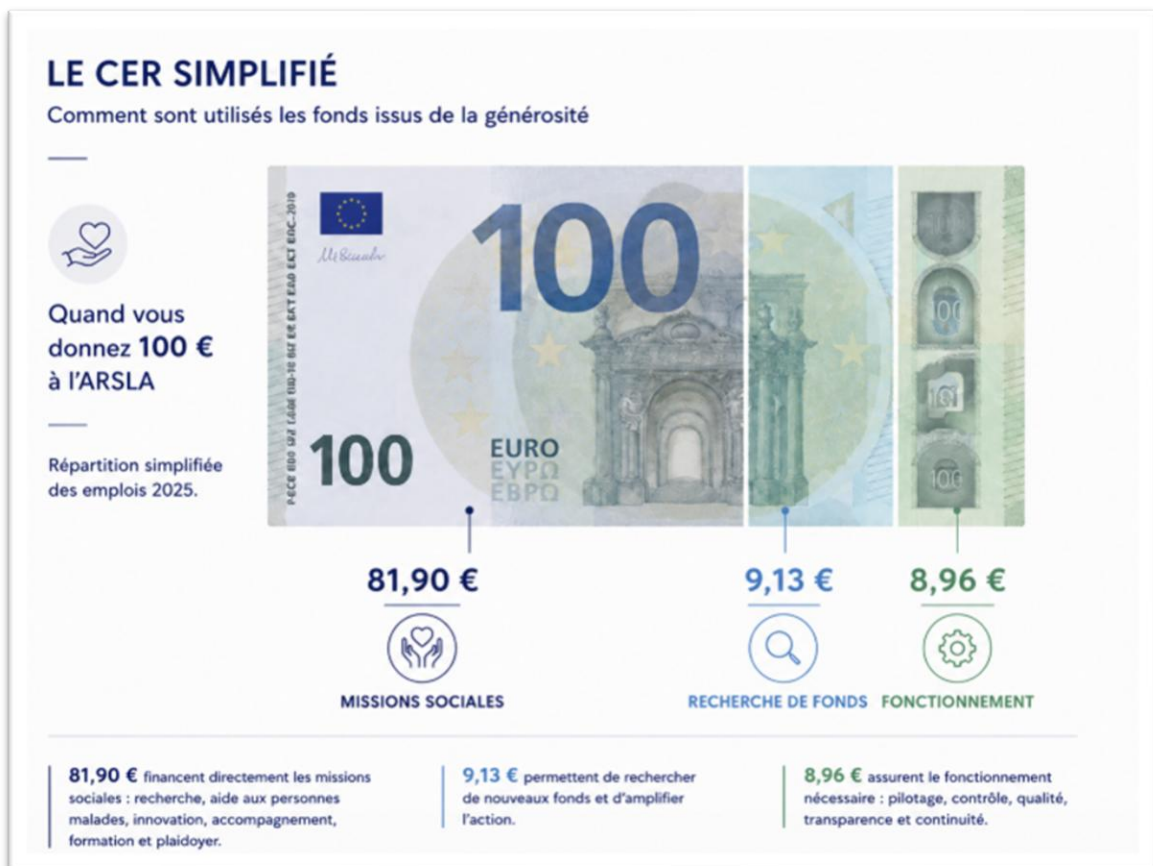 LE CER SIMPLIFIÉ
Comment sont utilisés les fonds issus de la générosité
Quand vous
donnez 100 €
à l'ARSLA
Répartition simplifiée
des emplois 2025.
100
100
EURO
ΕΥΡΩ
100
100
81,90 €
9,13 €
8,96 €
MISSIONS SOCIALES
RECHERCHE DE FONDS
FONCTIONNEMENT
81,90 € financent directement les missions
sociales : recherche, aide aux personnes
malades, innovation, accompagnement,
formation et plaidoyer.
9,13 € permettent de rechercher
de nouveaux fonds et d'amplifier
l'action.
8,96 € assurent le fonctionnement
nécessaire : pilotage, contrôle, qualité,
transparence et continuité.